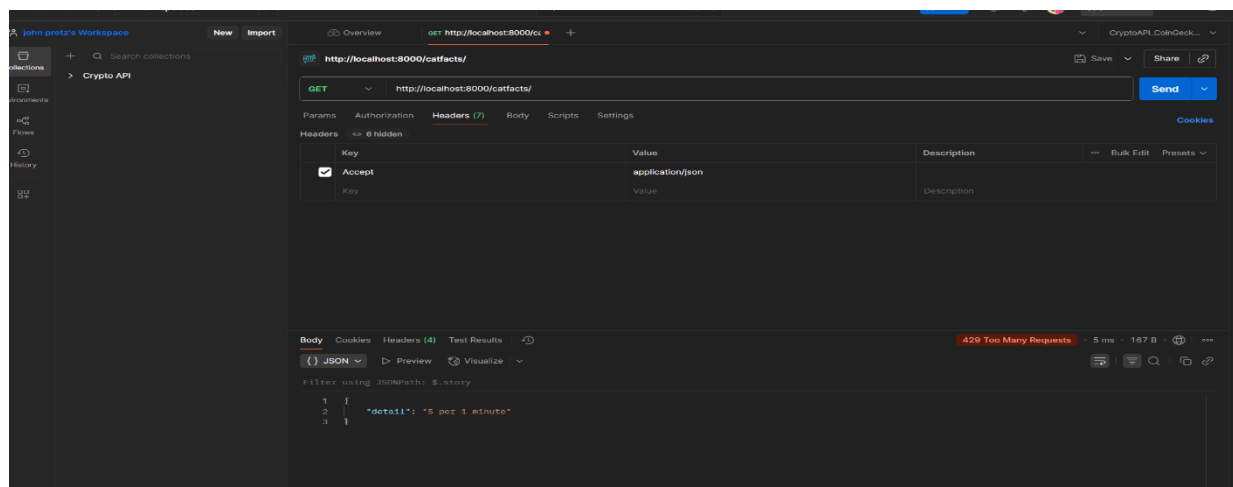 john pretz's Workspace New Import Overview GET http://localhost:8000/ca
Search collections
Crypto API
Flows
History
http://localhost:8000/catfacts/ Save Share
GET http://localhost:8000/catfacts/ Send
Params Authorization Headers (7) Body Scripts Settings Cookies
Headers 6 hidden
Key Value Description Bulk Edit Presets
Accept application/json
Key Value Description
Body Cookies Headers (4) Test Results 429 Too Many Requests 5 ms 167 B
{ } JSON Preview Visualize
Filter using JSONPath: $.story
1 {
2 "detail": "5 per 1 minute"
3 }